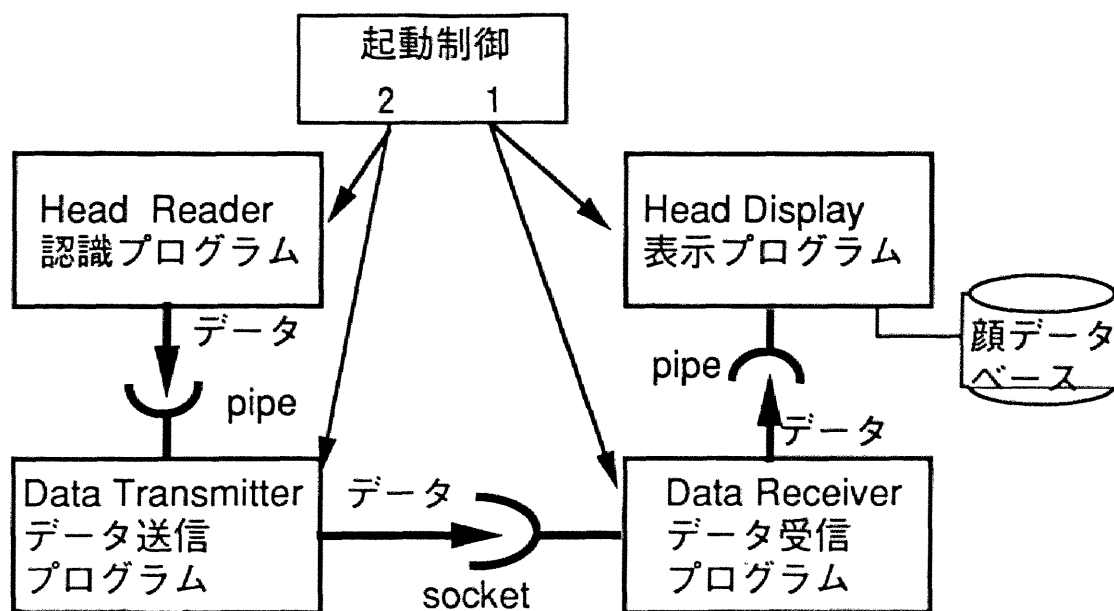 起動制御
2 1
Head Reader
認識プログラム
Head Display
表示プログラム
データ
pipe
顔データ
ベース
pipe
データ
Data Transmitter
データ送信
プログラム
データ
socket
Data Receiver
データ受信
プログラム